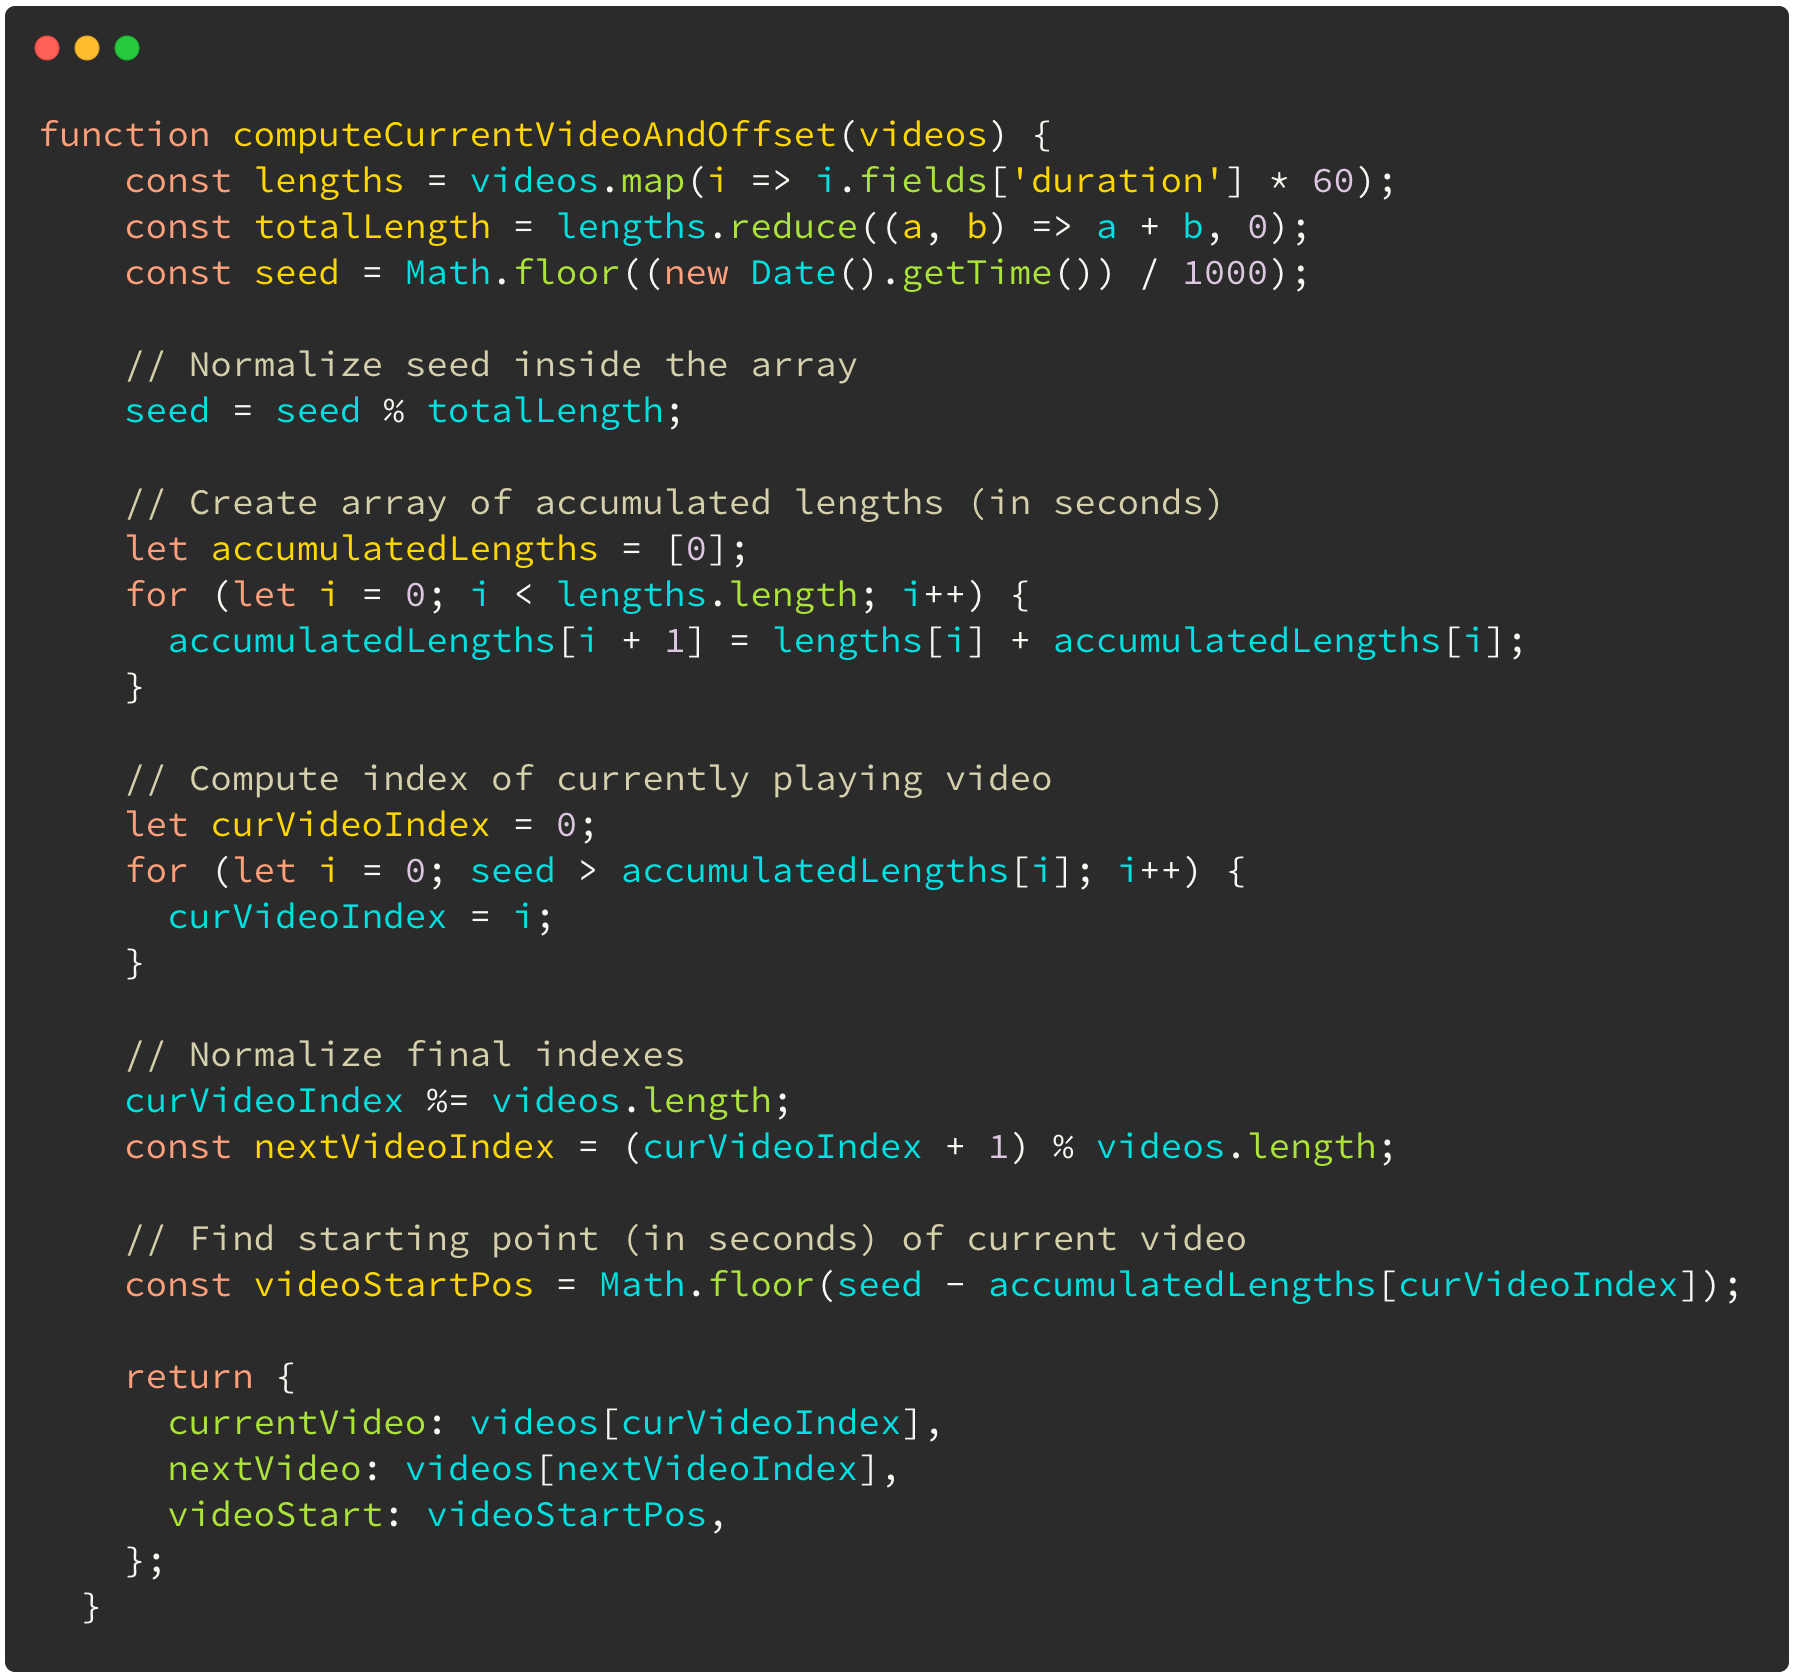 function computeCurrentVideoAndOffset(videos) {
    const lengths = videos.map(i => i.fields['duration'] * 60);
    const totalLength = lengths.reduce((a, b) => a + b, 0);
    const seed = Math.floor((new Date().getTime()) / 1000);

    // Normalize seed inside the array
    seed = seed % totalLength;

    // Create array of accumulated lengths (in seconds)
    let accumulatedLengths = [0];
    for (let i = 0; i < lengths.length; i++) {
      accumulatedLengths[i + 1] = lengths[i] + accumulatedLengths[i];
    }

    // Compute index of currently playing video
    let curVideoIndex = 0;
    for (let i = 0; seed > accumulatedLengths[i]; i++) {
      curVideoIndex = i;
    }

    // Normalize final indexes
    curVideoIndex %= videos.length;
    const nextVideoIndex = (curVideoIndex + 1) % videos.length;

    // Find starting point (in seconds) of current video
    const videoStartPos = Math.floor(seed - accumulatedLengths[curVideoIndex]);

    return {
      currentVideo: videos[curVideoIndex],
      nextVideo: videos[nextVideoIndex],
      videoStart: videoStartPos,
    };
  }